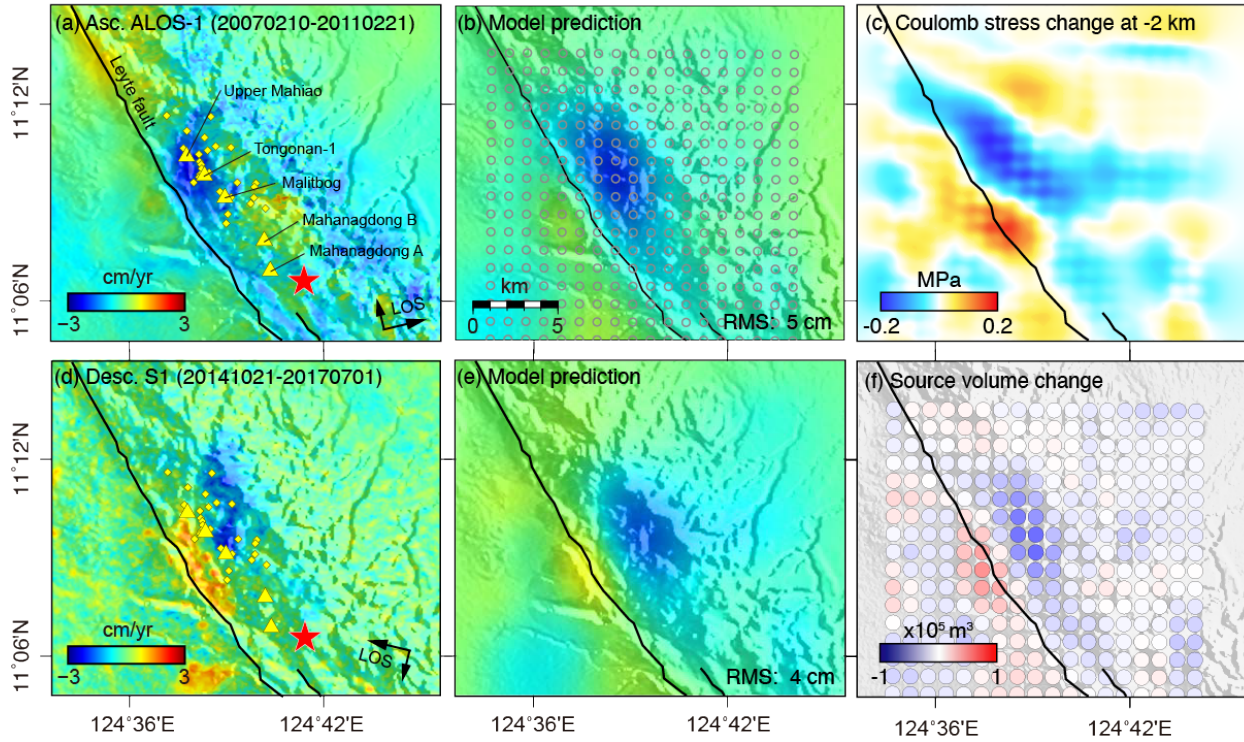 (a) Asc. ALOS-1 (20070210-20110221)
(b) Model prediction
(c) Coulomb stress change at -2 km
11°12'N
11°06'N
Leyte fault
Upper Mahiao
Tongonan-1
Malitbog
Mahanagdong B
Mahanagdong A
cm/yr
−3 3
LOS
km
0 5
RMS: 5 cm
MPa
-0.2 0.2
(d) Desc. S1 (20141021-20170701)
(e) Model prediction
(f) Source volume change
11°12'N
11°06'N
cm/yr
−3 3
LOS
RMS: 4 cm
x10⁵ m³
-1 1
124°36'E 124°42'E
124°36'E 124°42'E
124°36'E 124°42'E